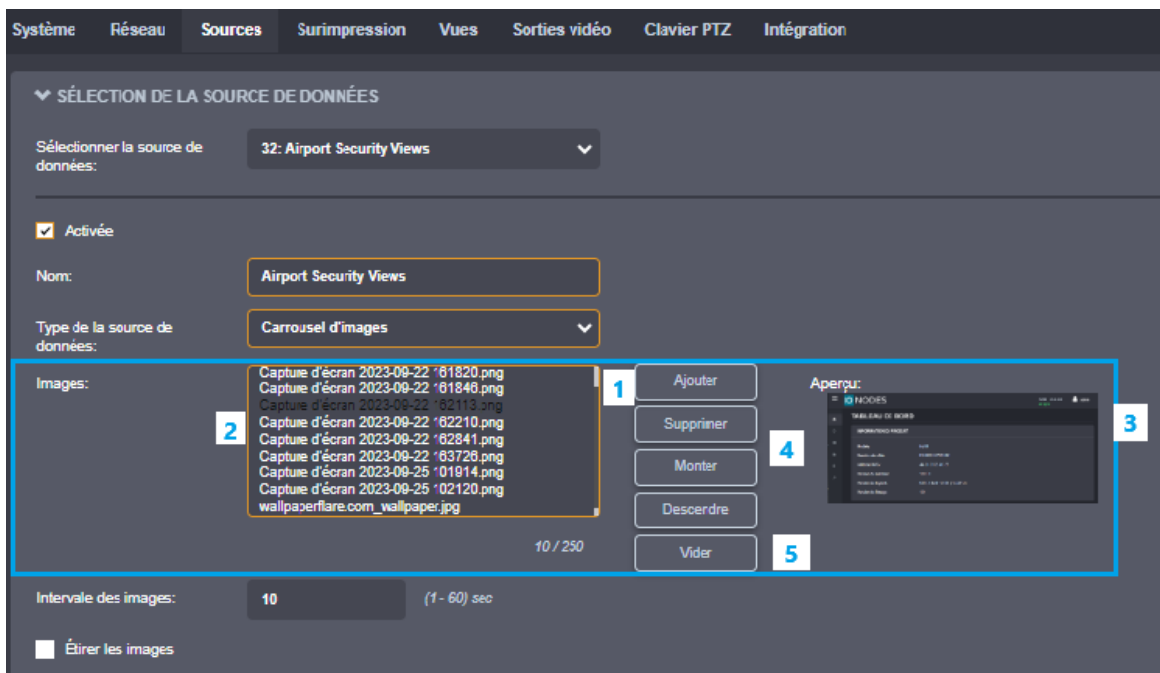 Système Réseau Sources Surimpression Vues Sorties vidéo Clavier PTZ Intégration
SÉLECTION DE LA SOURCE DE DONNÉES
Sélectionner la source de données:
32: Airport Security Views
Activée
Nom:
Airport Security Views
Type de la source de données:
Carrousel d'images
Images:
Capture d'écran 2023-09-22 161820.png
Capture d'écran 2023-09-22 161846.png
Capture d'écran 2023-09-22 162113.png
Capture d'écran 2023-09-22 162210.png
Capture d'écran 2023-09-22 162841.png
Capture d'écran 2023-09-22 163726.png
Capture d'écran 2023-09-25 101914.png
Capture d'écran 2023-09-25 102120.png
wallpaperflare.com_wallpaper.jpg
10 / 250
1
2
Ajouter
Supprimer
Monter
Descendre
Vider
4
5
Aperçu:
IONODES
TABLEAU DE BORD
3
Intervale des images:
10
(1 - 60) sec
Étirer les images